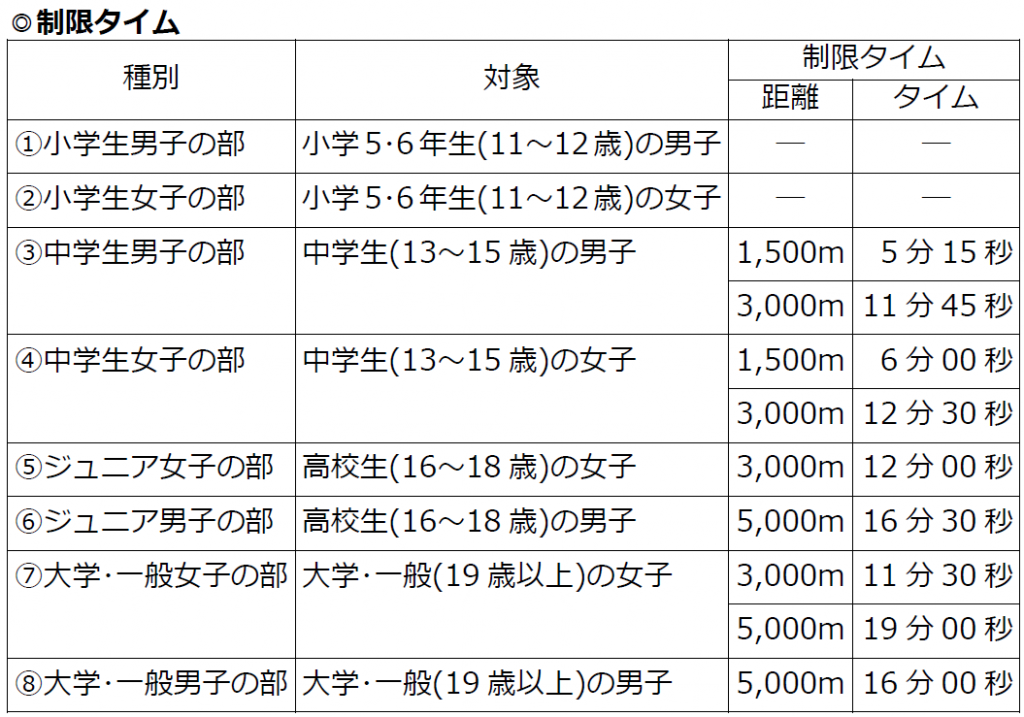 ◎制限タイム
種別 対象 制限タイム
距離 タイム
①小学生男子の部 小学5・6年生(11～12歳)の男子 ― ―
②小学生女子の部 小学5・6年生(11～12歳)の女子 ― ―
③中学生男子の部 中学生(13～15歳)の男子 1,500m 5分15秒
3,000m 11分45秒
④中学生女子の部 中学生(13～15歳)の女子 1,500m 6分00秒
3,000m 12分30秒
⑤ジュニア女子の部 高校生(16～18歳)の女子 3,000m 12分00秒
⑥ジュニア男子の部 高校生(16～18歳)の男子 5,000m 16分30秒
⑦大学・一般女子の部 大学・一般(19歳以上)の女子 3,000m 11分30秒
5,000m 19分00秒
⑧大学・一般男子の部 大学・一般(19歳以上)の男子 5,000m 16分00秒